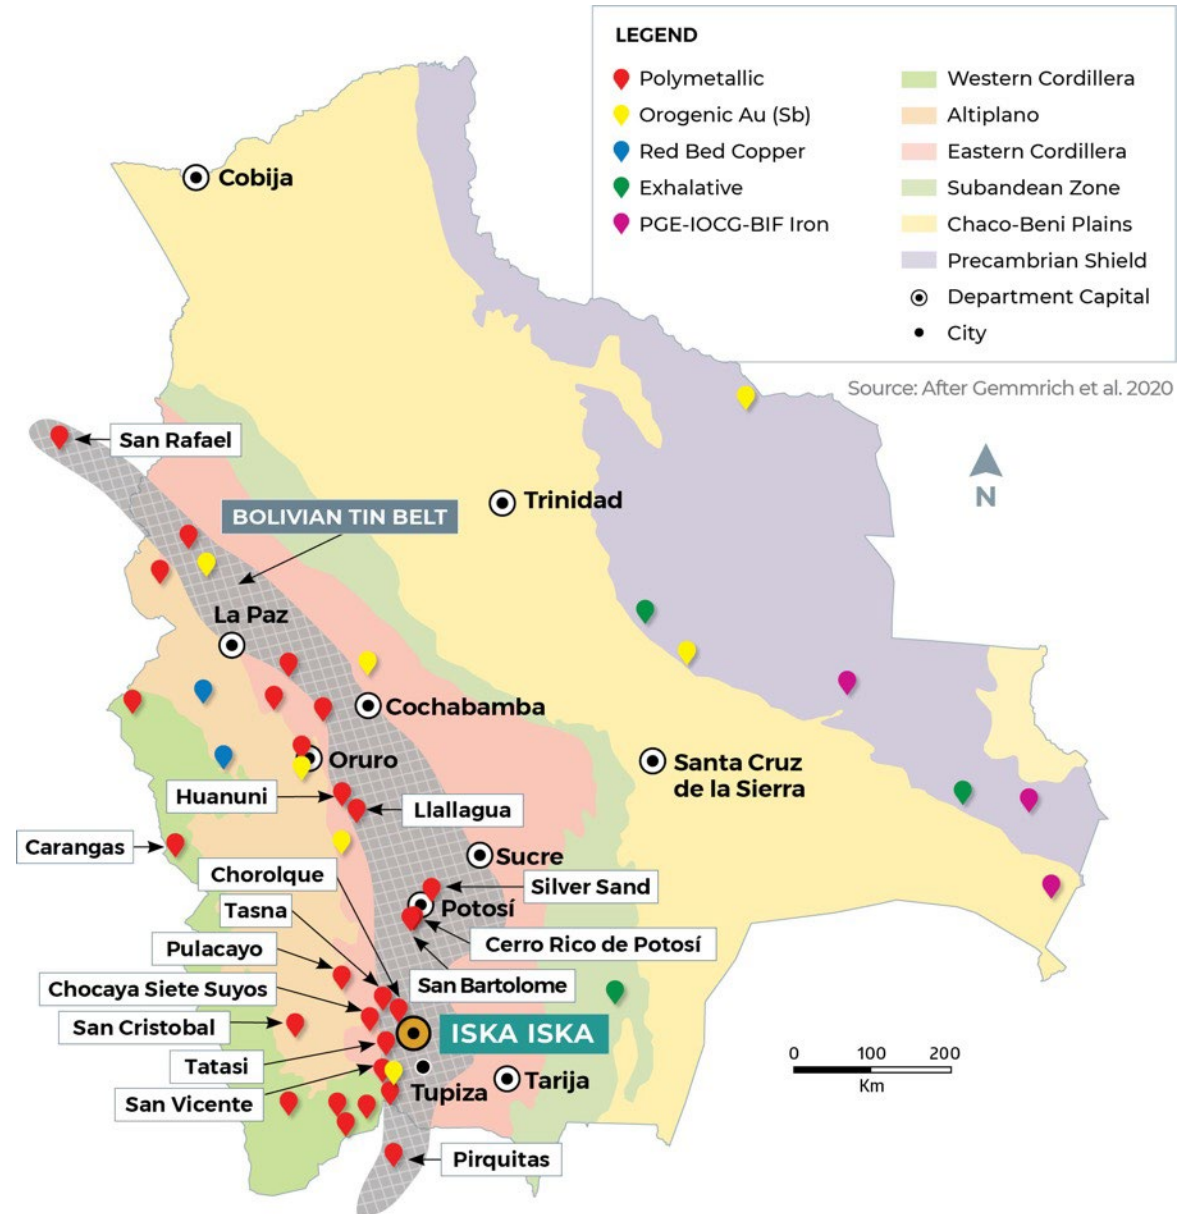 LEGEND
Polymetallic
Orogenic Au (Sb)
Red Bed Copper
Exhalative
PGE-IOCG-BIF Iron
Western Cordillera
Altiplano
Eastern Cordillera
Subandean Zone
Chaco-Beni Plains
Precambrian Shield
Department Capital
City
Source: After Gemmrich et al. 2020
N
Cobija
San Rafael
BOLIVIAN TIN BELT
Trinidad
La Paz
Cochabamba
Oruro
Santa Cruz
de la Sierra
Huanuni
Llallagua
Carangas
Chorolque
Sucre
Silver Sand
Tasna
Potosí
Cerro Rico de Potosí
Pulacayo
San Bartolome
Chocaya Siete Suyos
San Cristobal
ISKA ISKA
Tatasi
Tupiza
Tarija
San Vicente
Pirquitas
0 100 200
Km